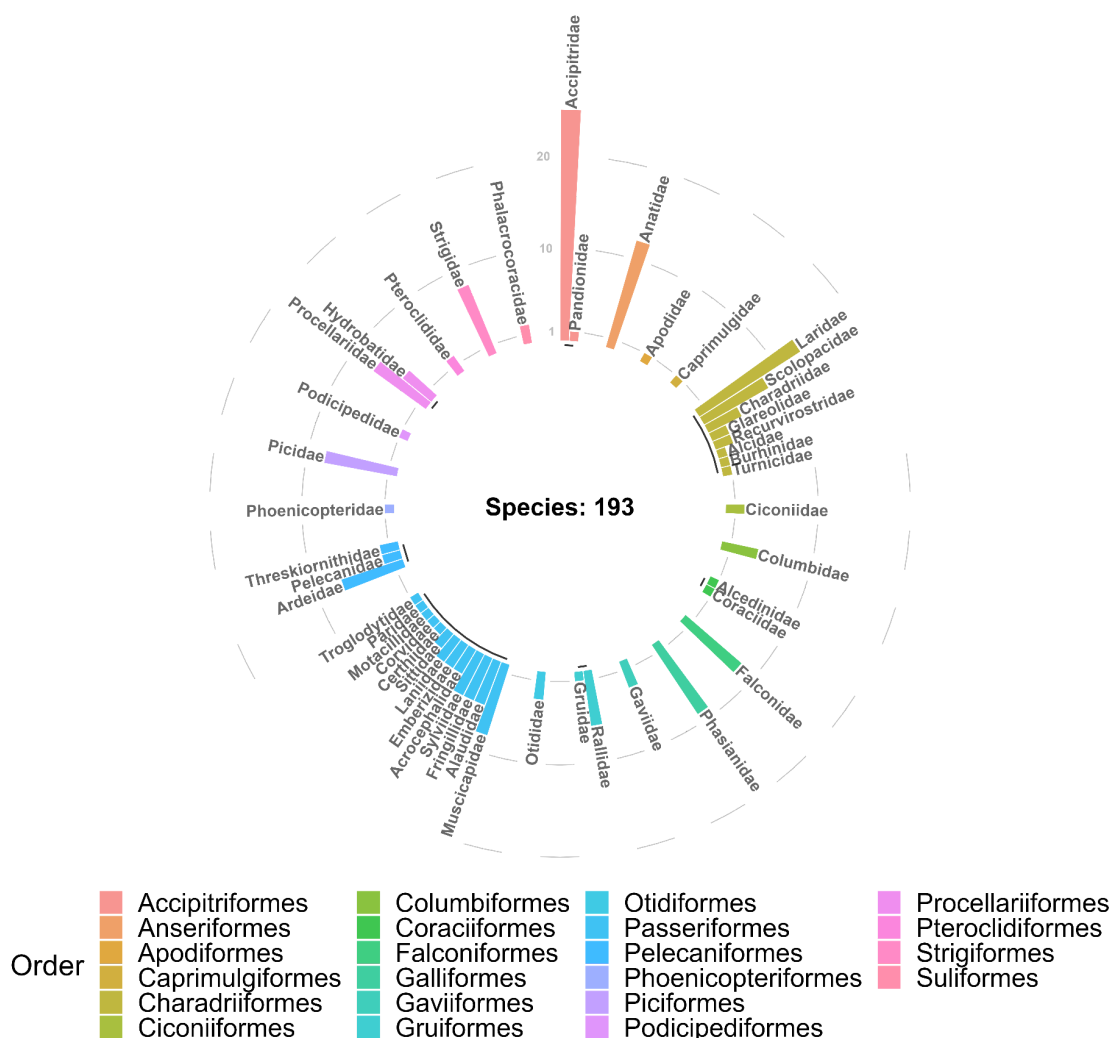 Accipitridae
Pandionidae
20
10
1
Anatidae
Apodidae
Caprimulgidae
Laridae
Scolopacidae
Charadriidae
Glareolidae
Recurvirostridae
Alcidae
Burhinidae
Turnicidae
Ciconiidae
Columbidae
Alcedinidae
Coraciidae
Falconidae
Phasianidae
Gaviidae
Rallidae
Gruidae
Otididae
Muscicapidae
Alaudidae
Fringilidae
Sylviidae
Acrocephalidae
Emberizidae
Laniidae
Sittidae
Certhiidae
Corvidae
Motacillidae
Paridae
Troglodytidae
Ardeidae
Pelecanidae
Threskiornithidae
Phoenicopteridae
Picidae
Podicipedidae
Procellariidae
Hydrobatidae
Pteroclididae
Strigidae
Phalacrocoracidae
Species: 193
Order
Accipitriformes
Anseriformes
Apodiformes
Caprimulgiformes
Charadriiformes
Ciconiiformes
Columbiformes
Coraciiformes
Falconiformes
Galliformes
Gaviiformes
Gruiformes
Otidiformes
Passeriformes
Pelecaniformes
Phoenicopteriformes
Piciformes
Podicipediformes
Procellariiformes
Pteroclidiformes
Strigiformes
Suliformes